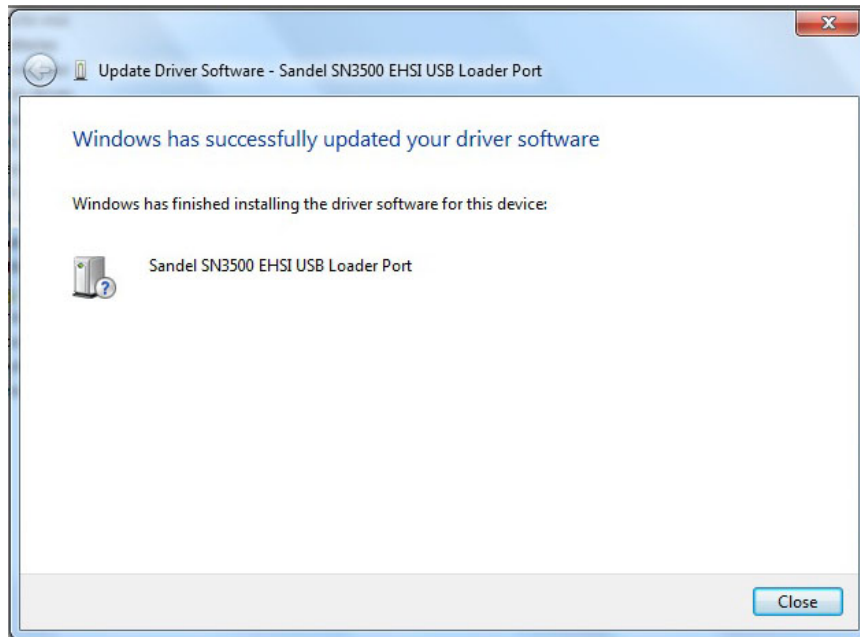 Update Driver Software - Sandel SN3500 EHSI USB Loader Port
Windows has successfully updated your driver software
Windows has finished installing the driver software for this device:
Sandel SN3500 EHSI USB Loader Port
Close